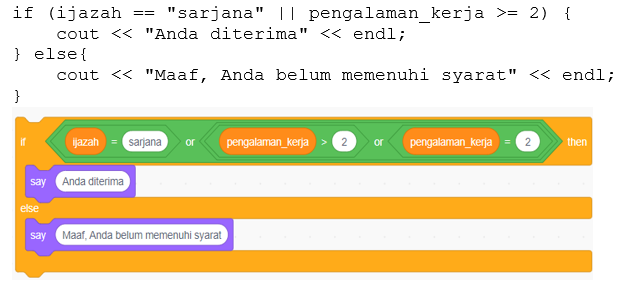 if (ijazah == "sarjana" || pengalaman_kerja >= 2) {
    cout << "Anda diterima" << endl;
} else{
    cout << "Maaf, Anda belum memenuhi syarat" << endl;
}
if ijazah = sarjana or pengalaman_kerja > 2 or pengalaman_kerja = 2 then
say Anda diterima
else
say Maaf, Anda belum memenuhi syarat